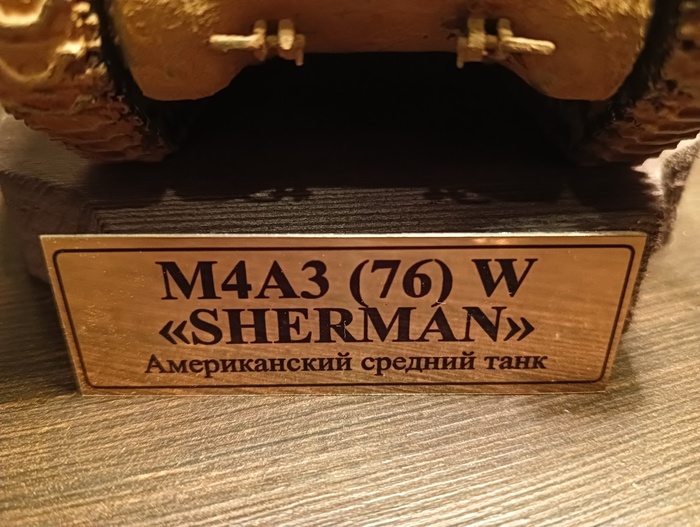 M4A3 (76) W
«SHERMAN»
Американский средний танк